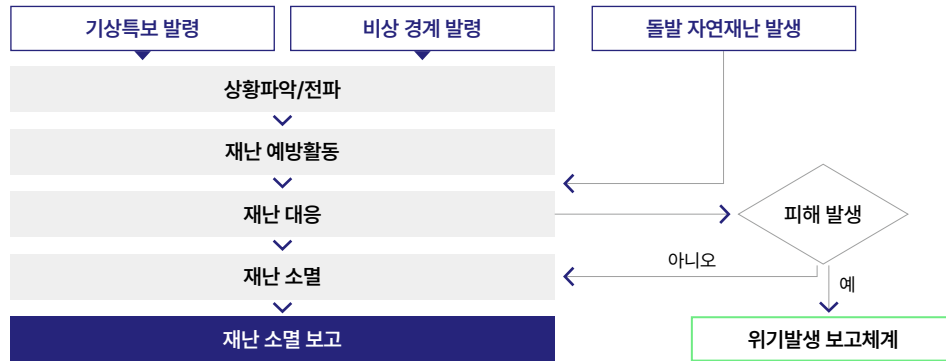 기상특보 발령
비상 경계 발령
돌발 자연재난 발생
상황파악/전파
재난 예방활동
재난 대응
피해 발생
아니오
재난 소멸
예
재난 소멸 보고
위기발생 보고체계